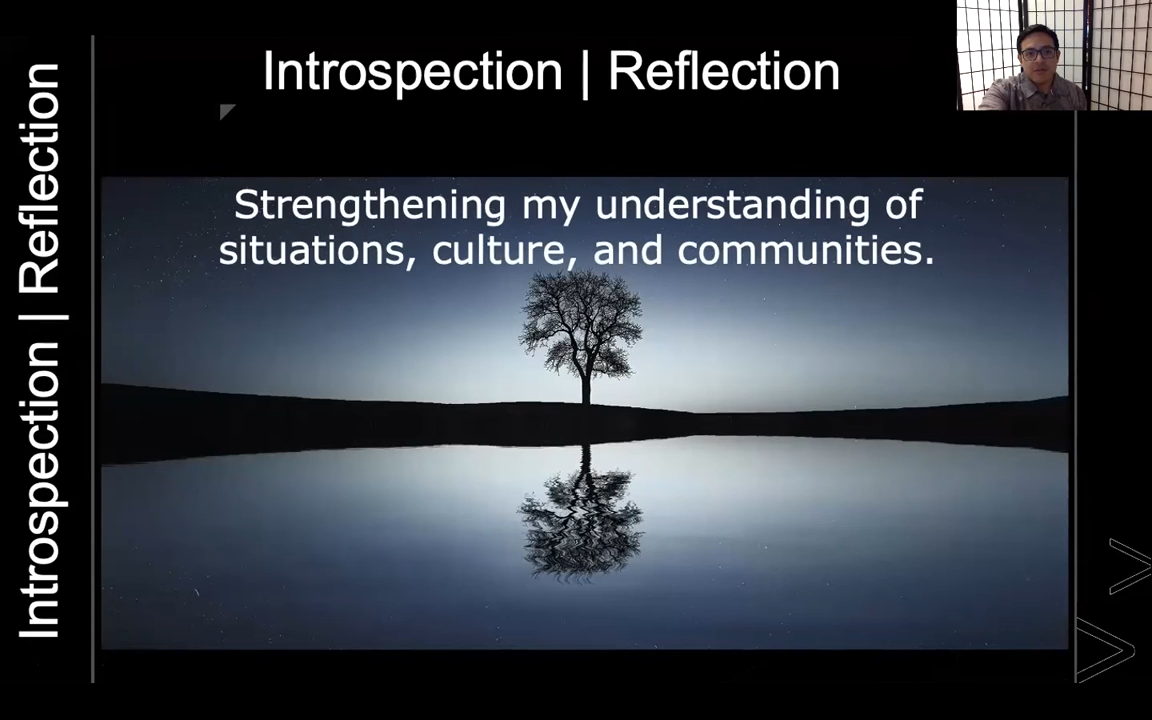 Introspection | Reflection
Introspection | Reflection
Strengthening my understanding of
situations, culture, and communities.